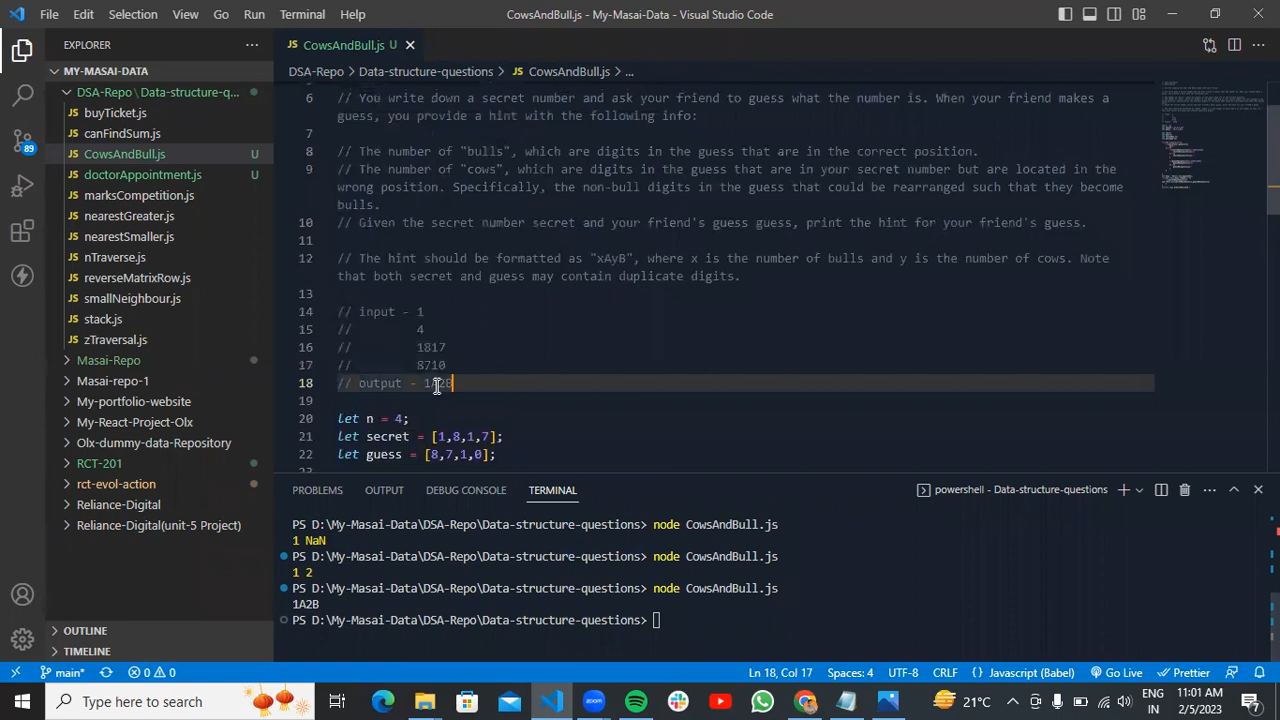 File Edit Selection View Go Run Terminal Help
CowsAndBull.js - My-Masai-Data - Visual Studio Code
EXPLORER
MY-MASAI-DATA
DSA-Repo \ Data-structure-q...
JS buyTicket.js
JS canFindSum.js
JS CowsAndBull.js U
JS doctorAppointment.js U
JS marksCompetition.js
JS nearestGreater.js
JS nearestSmaller.js
JS nTraverse.js
JS reverseMatrixRow.js
JS smallNeighbour.js
JS stack.js
JS zTraversal.js
Masai-Repo
Masai-repo-1
My-portfolio-website
My-React-Project-Olx
Olx-dummy-data-Repository
RCT-201
rct-evol-action
Reliance-Digital
Reliance-Digital(unit-5 Project)
OUTLINE
TIMELINE
89
JS CowsAndBull.js U
DSA-Repo > Data-structure-questions > JS CowsAndBull.js > ...
6 // You write down a secret number and ask your friend to guess what the number is. When your friend makes a
guess, you provide a hint with the following info:
7
8 // The number of "bulls", which are digits in the guess that are in the correct position.
9 // The number of "cows", which are digits in the guess that are in your secret number but are located in the
wrong position. Specifically, the non-bull digits in the guess that could be rearranged such that they become
bulls.
10 // Given the secret number secret and your friend's guess guess, print the hint for your friend's guess.
11
12 // The hint should be formatted as "xAyB", where x is the number of bulls and y is the number of cows. Note
that both secret and guess may contain duplicate digits.
13
14 // input - 1
15 // 4
16 // 1817
17 // 8710
18 // output - 1A2B
19
20 let n = 4;
21 let secret = [1,8,1,7];
22 let guess = [8,7,1,0];
23
PROBLEMS OUTPUT DEBUG CONSOLE TERMINAL
powershell - Data-structure-questions
PS D:\My-Masai-Data\DSA-Repo\Data-structure-questions> node CowsAndBull.js
1 NaN
PS D:\My-Masai-Data\DSA-Repo\Data-structure-questions> node CowsAndBull.js
1 2
PS D:\My-Masai-Data\DSA-Repo\Data-structure-questions> node CowsAndBull.js
1A2B
PS D:\My-Masai-Data\DSA-Repo\Data-structure-questions>
main* 0 0
Ln 18, Col 17 Spaces: 4 UTF-8 CRLF {} Javascript (Babel) Go Live Prettier
Type here to search
21°C
ENG
IN
11:01 AM
2/5/2023
7